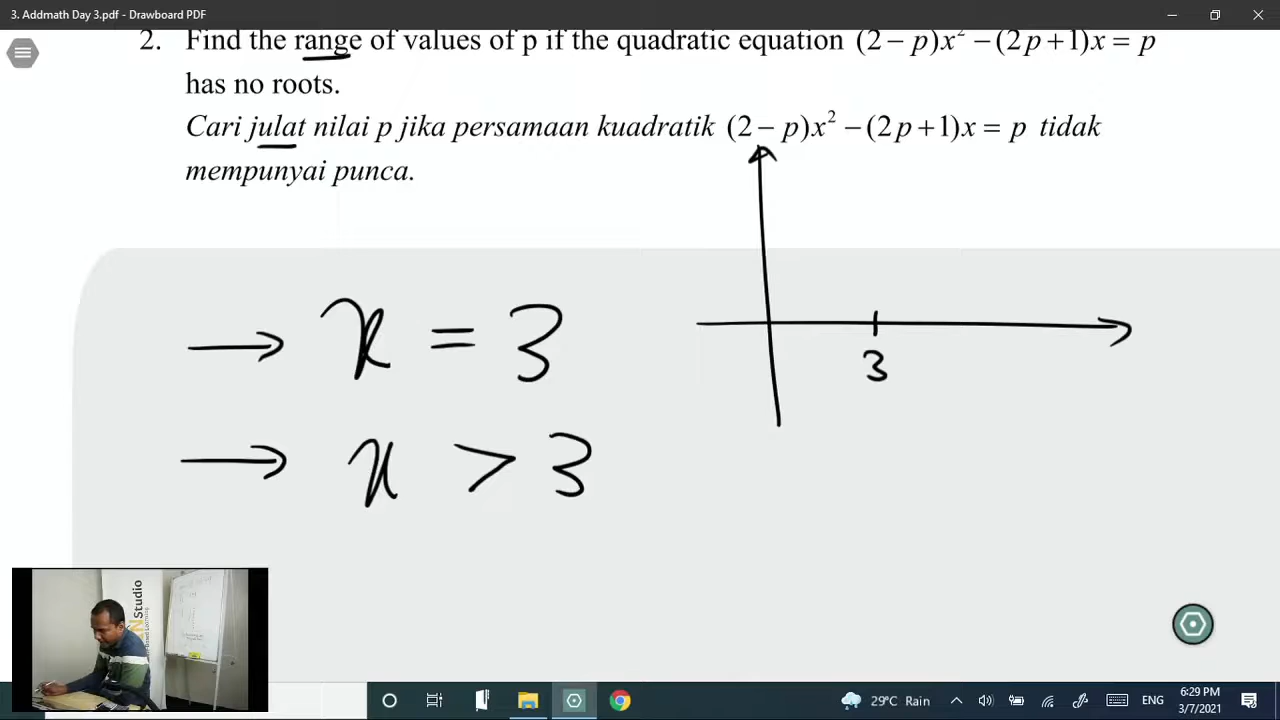 3. Addmath Day 3.pdf - Drawboard PDF
2. Find the range of values of p if the quadratic equation (2 − p)x² − (2p + 1)x = p
has no roots.
Cari julat nilai p jika persamaan kuadratik (2 − p)x² − (2p + 1)x = p tidak
mempunyai punca.
→ x = 3
3
→ x > 3
Studio
29°C Rain
ENG
6:29 PM
3/7/2021